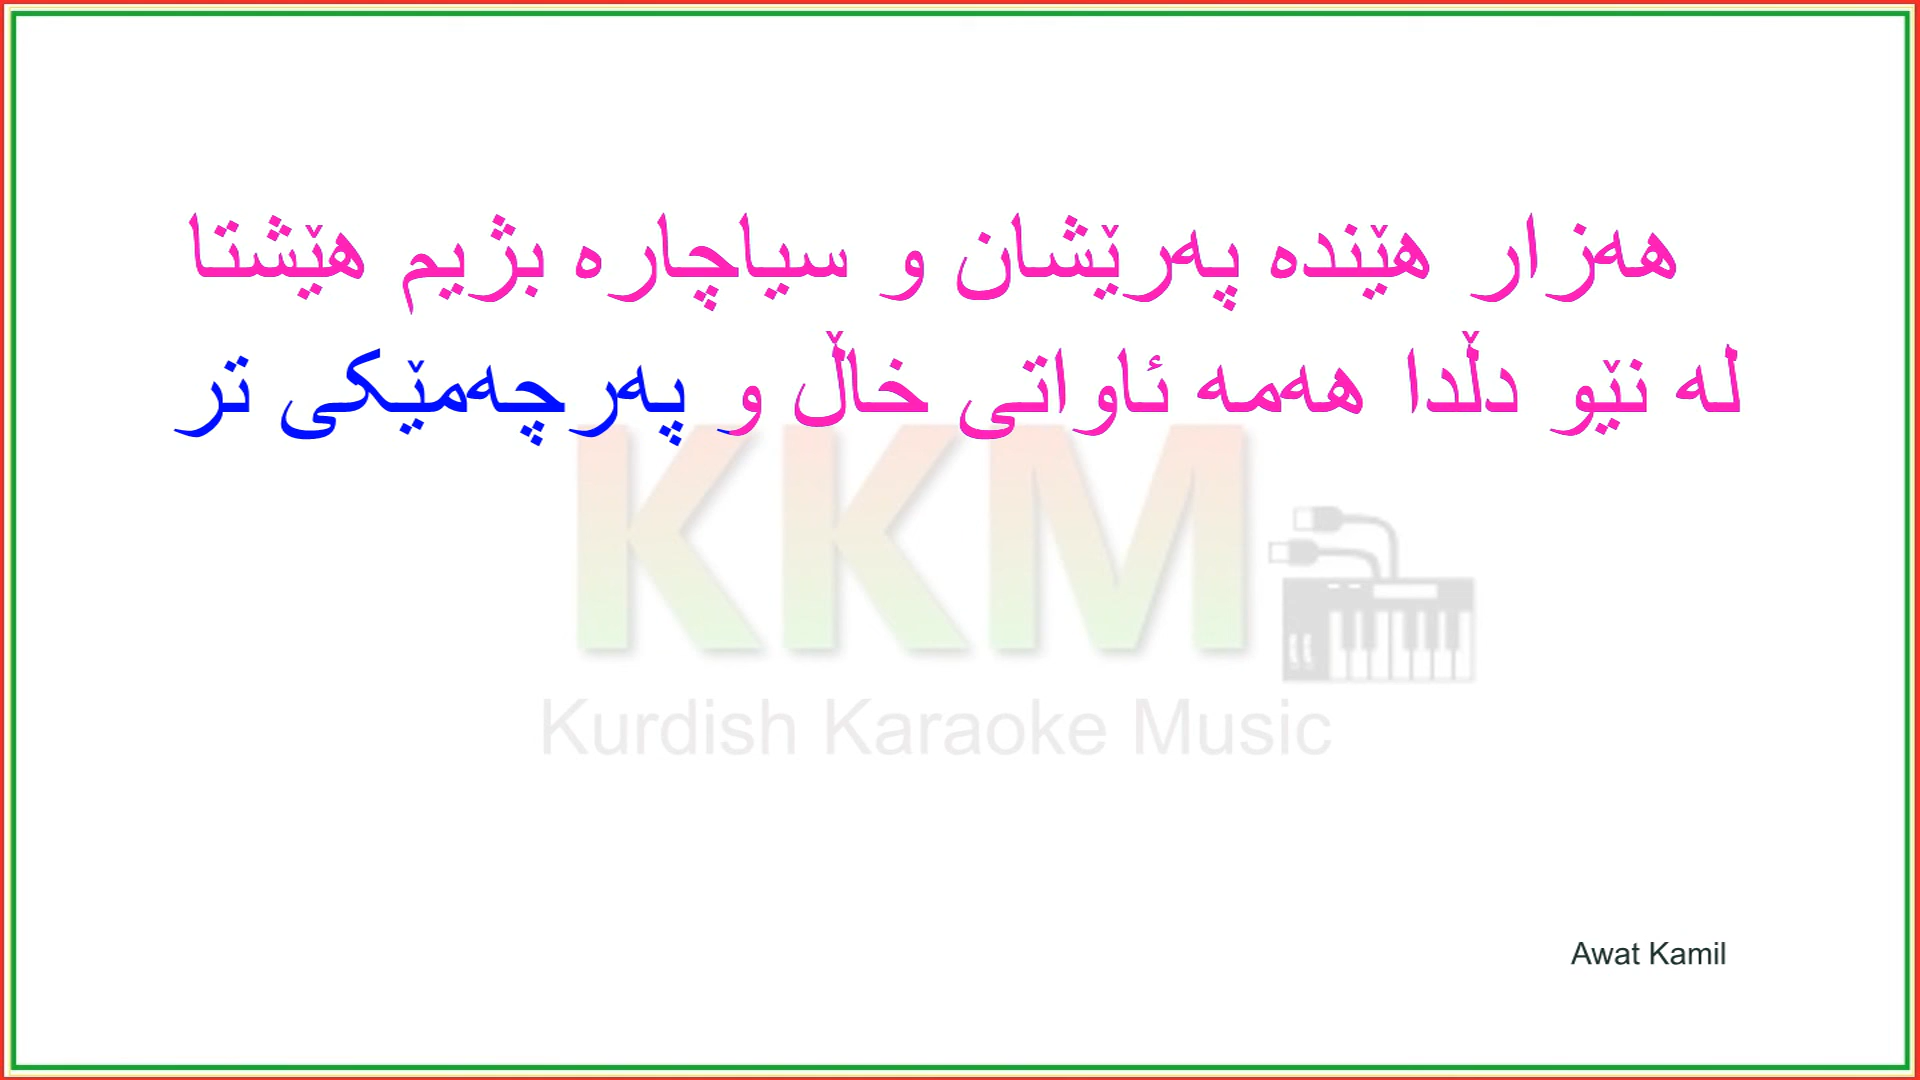 هەزار هێندە پەرێشان و سیاچارە بژیم هێشتا
لە نێو دڵدا هەمە ئاواتی خاڵ و پەرچەمێکی تر
KKM
Kurdish Karaoke Music
Awat Kamil